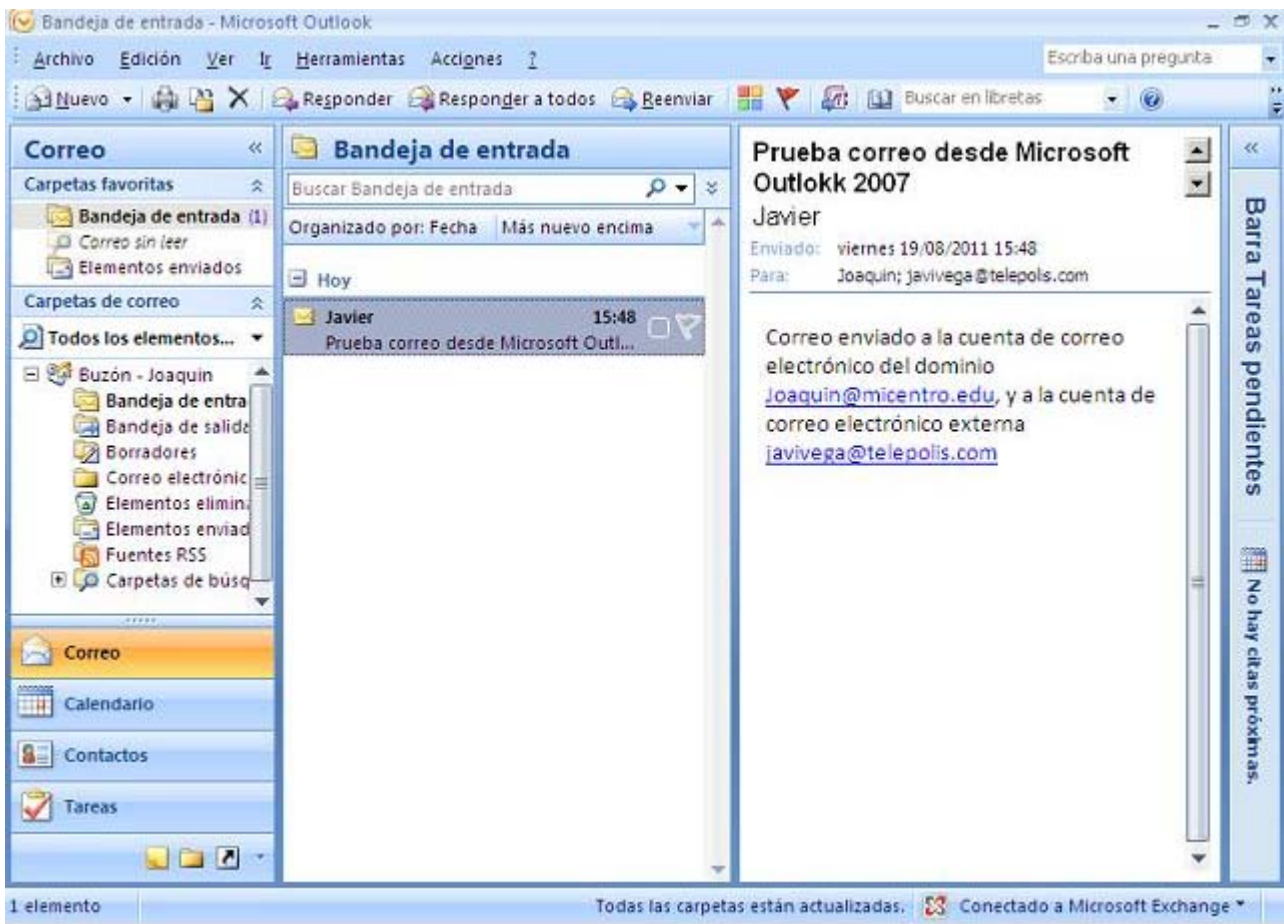 Bandeja de entrada - Microsoft Outlook
Archivo Edición Ver Ir Herramientas Acciones ?
Escriba una pregunta
Nuevo Responder Responder a todos Reenviar Buscar en libretas
Correo
Carpetas favoritas
Bandeja de entrada (1)
Correo sin leer
Elementos enviados
Carpetas de correo
Todos los elementos...
Buzón - Joaquin
Bandeja de entra
Bandeja de salida
Borradores
Correo electrónic
Elementos elimina
Elementos enviad
Fuentes RSS
Carpetas de búsq
Correo
Calendario
Contactos
Tareas
Bandeja de entrada
Buscar Bandeja de entrada
Organizado por: Fecha Más nuevo encima
Hoy
Javier 15:48
Prueba correo desde Microsoft Outl...
Prueba correo desde Microsoft
Outlokk 2007
Javier
Enviado: viernes 19/08/2011 15:48
Para: Joaquin; javivega@telepolis.com
Correo enviado a la cuenta de correo
electrónico del dominio
Joaquin@micentro.edu, y a la cuenta de
correo electrónico externa
javivega@telepolis.com
Barra Tareas pendientes
No hay citas próximas.
1 elemento
Todas las carpetas están actualizadas. Conectado a Microsoft Exchange